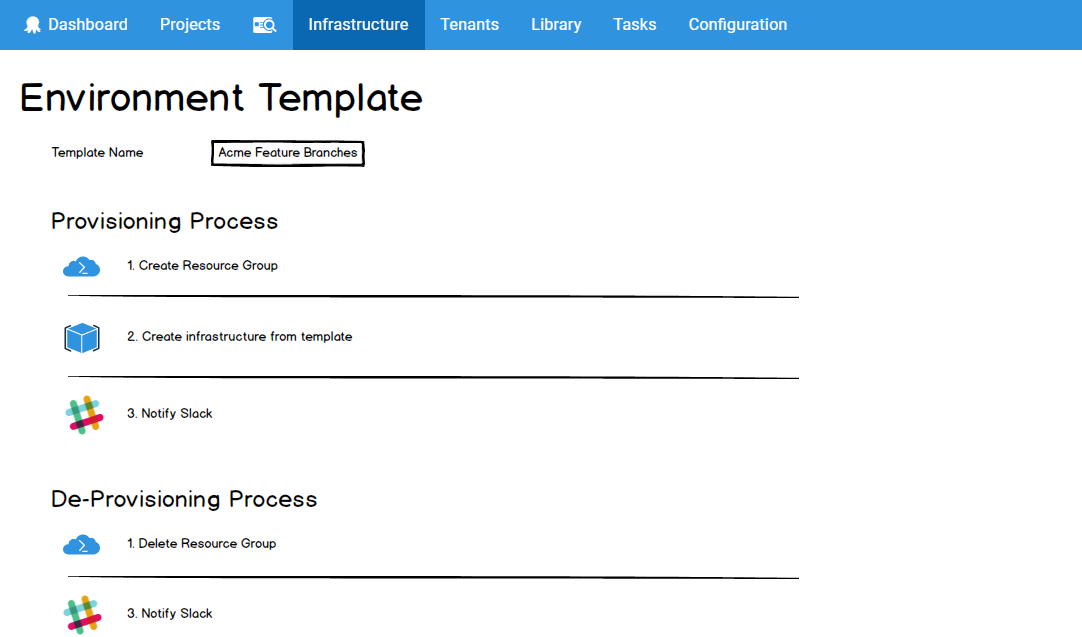 Dashboard Projects Infrastructure Tenants Library Tasks Configuration
Environment Template
Template Name Acme Feature Branches
Provisioning Process
1. Create Resource Group
2. Create infrastructure from template
3. Notify Slack
De-Provisioning Process
1. Delete Resource Group
3. Notify Slack